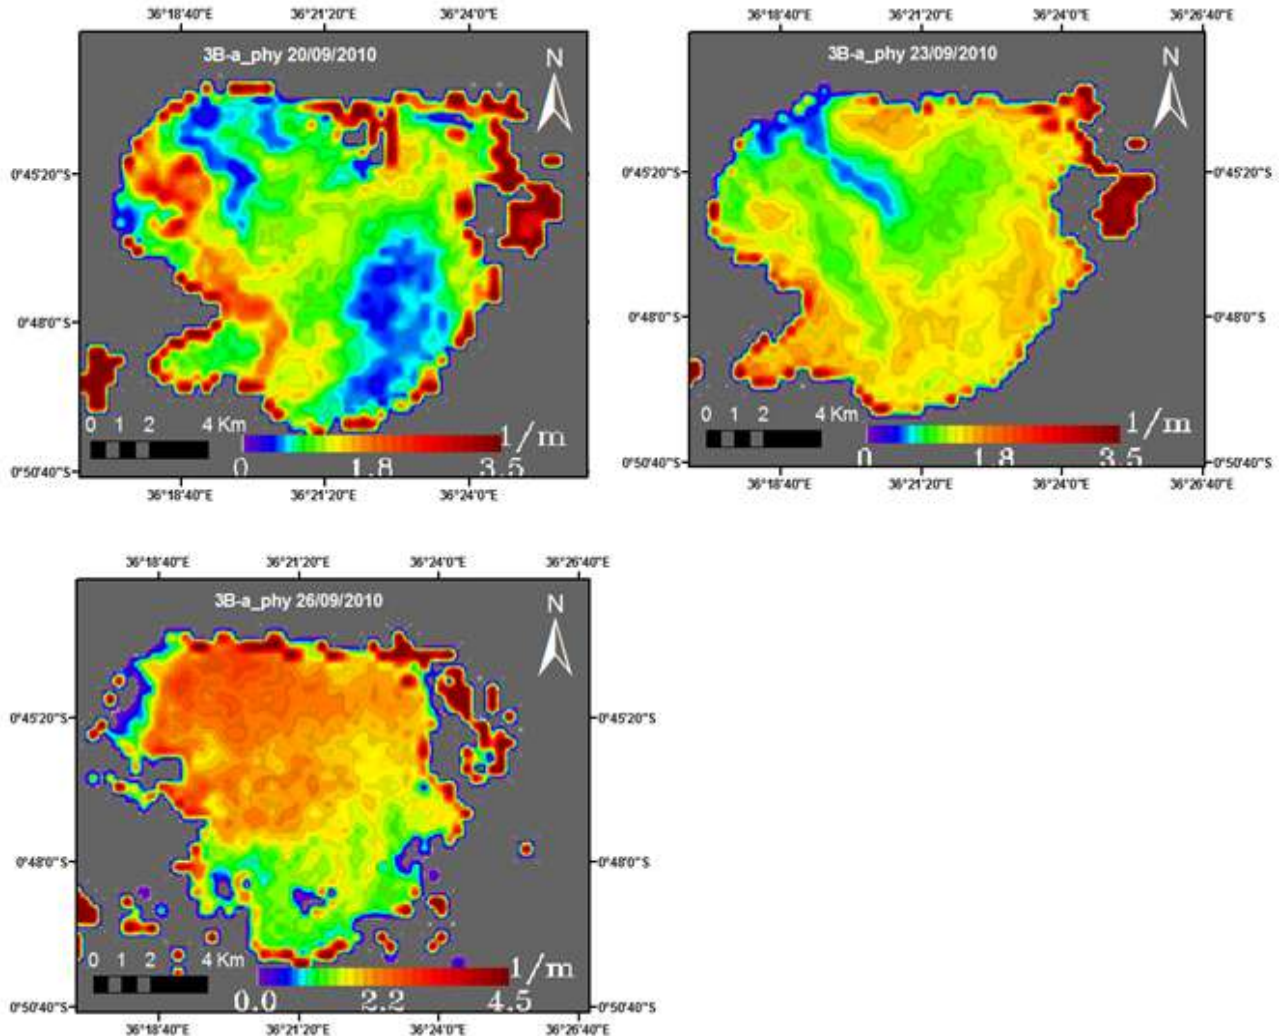 36°18'40"E 36°21'20"E 36°24'0"E
3B-a_phy 20/09/2010
N
0°45'20"S
0°48'0"S
0 1 2 4 Km
1/m
0 1.8 3.5
0°50'40"S
36°18'40"E 36°21'20"E 36°24'0"E
36°18'40"E 36°21'20"E 36°24'0"E 36°26'40"E
3B-a_phy 23/09/2010
N
0°45'20"S 0°45'20"S
0°48'0"S 0°48'0"S
0 1 2 4 Km
1/m
0 1.8 3.5
0°50'40"S 0°50'40"S
36°18'40"E 36°21'20"E 36°24'0"E 36°26'40"E
36°18'40"E 36°21'20"E 36°24'0"E 36°26'40"E
3B-a_phy 26/09/2010
N
0°45'20"S 0°45'20"S
0°48'0"S 0°48'0"S
0 1 2 4 Km
1/m
0.0 2.2 4.5
0°50'40"S 0°50'40"S
36°18'40"E 36°21'20"E 36°24'0"E 36°26'40"E